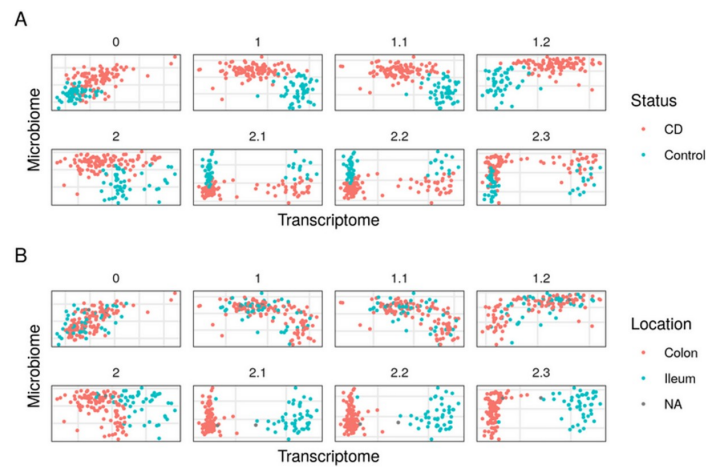 A
0 1 1.1 1.2
2 2.1 2.2 2.3
Microbiome
Transcriptome
Status
CD
Control
B
0 1 1.1 1.2
2 2.1 2.2 2.3
Microbiome
Transcriptome
Location
Colon
Ileum
NA